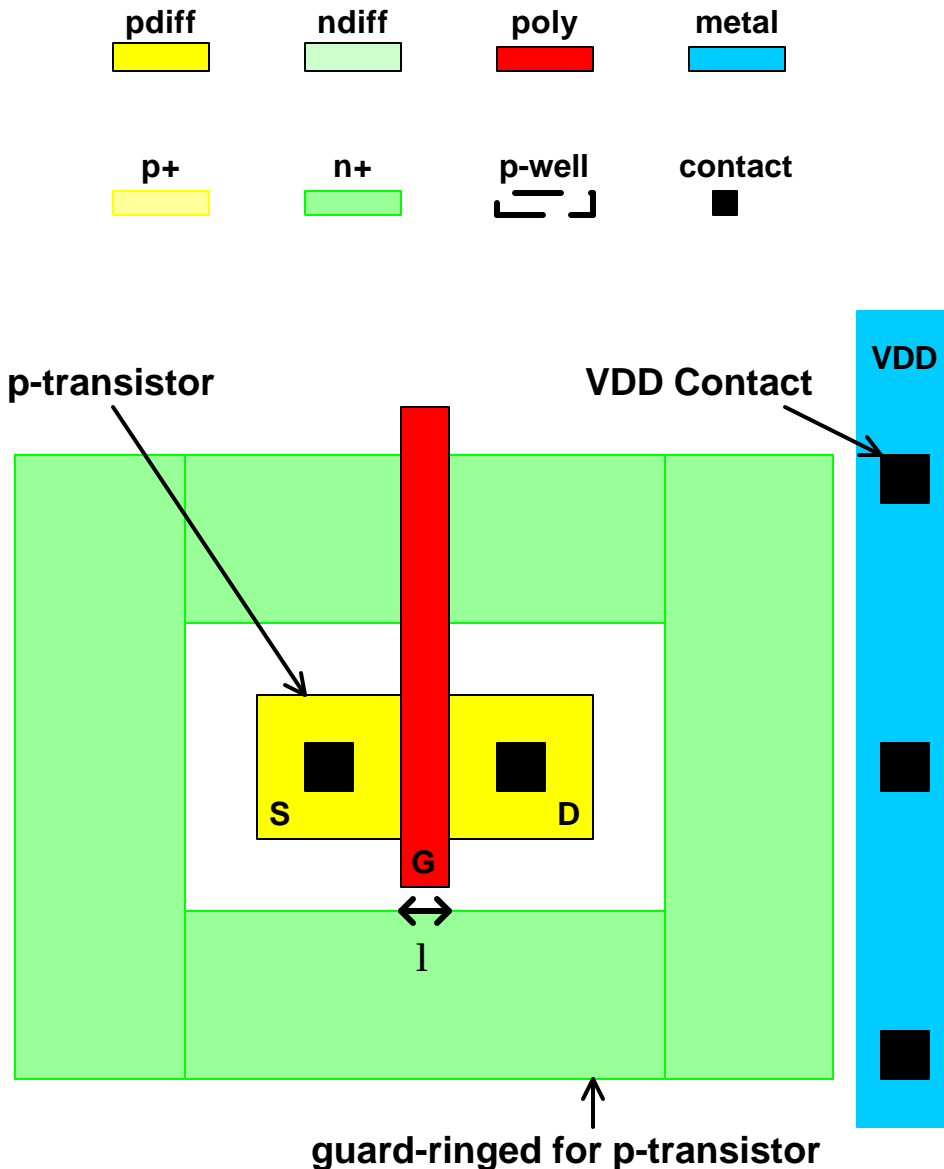 pdiff ndiff poly metal
p+ n+ p-well contact
VDD
p-transistor VDD Contact
S D
G
l
guard-ringed for p-transistor